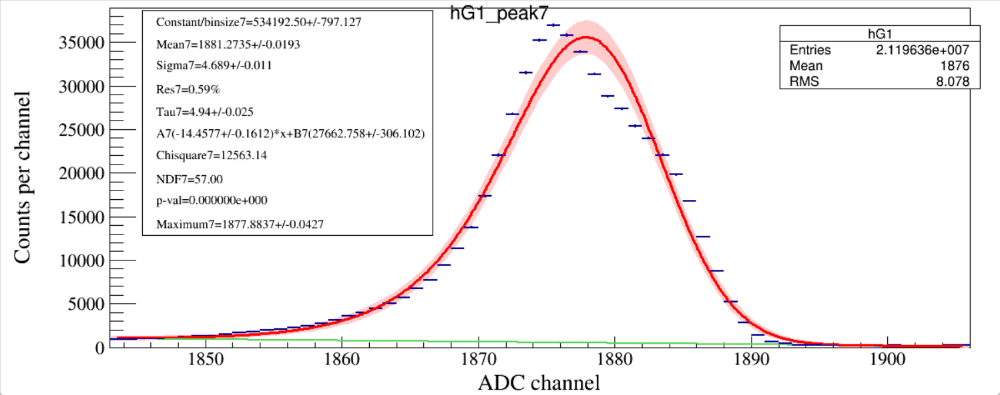 hG1_peak7
Constant/binsize7=534192.50+/-797.127
Mean7=1881.2735+/-0.0193
Sigma7=4.689+/-0.011
Res7=0.59%
Tau7=4.94+/-0.025
A7(-14.4577+/-0.1612)*x+B7(27662.758+/-306.102)
Chisquare7=12563.14
NDF7=57.00
p-val=0.000000e+000
Maximum7=1877.8837+/-0.0427
hG1
Entries 2.119636e+007
Mean 1876
RMS 8.078
Counts per channel
35000
30000
25000
20000
15000
10000
5000
0
1850 1860 1870 1880 1890 1900
ADC channel